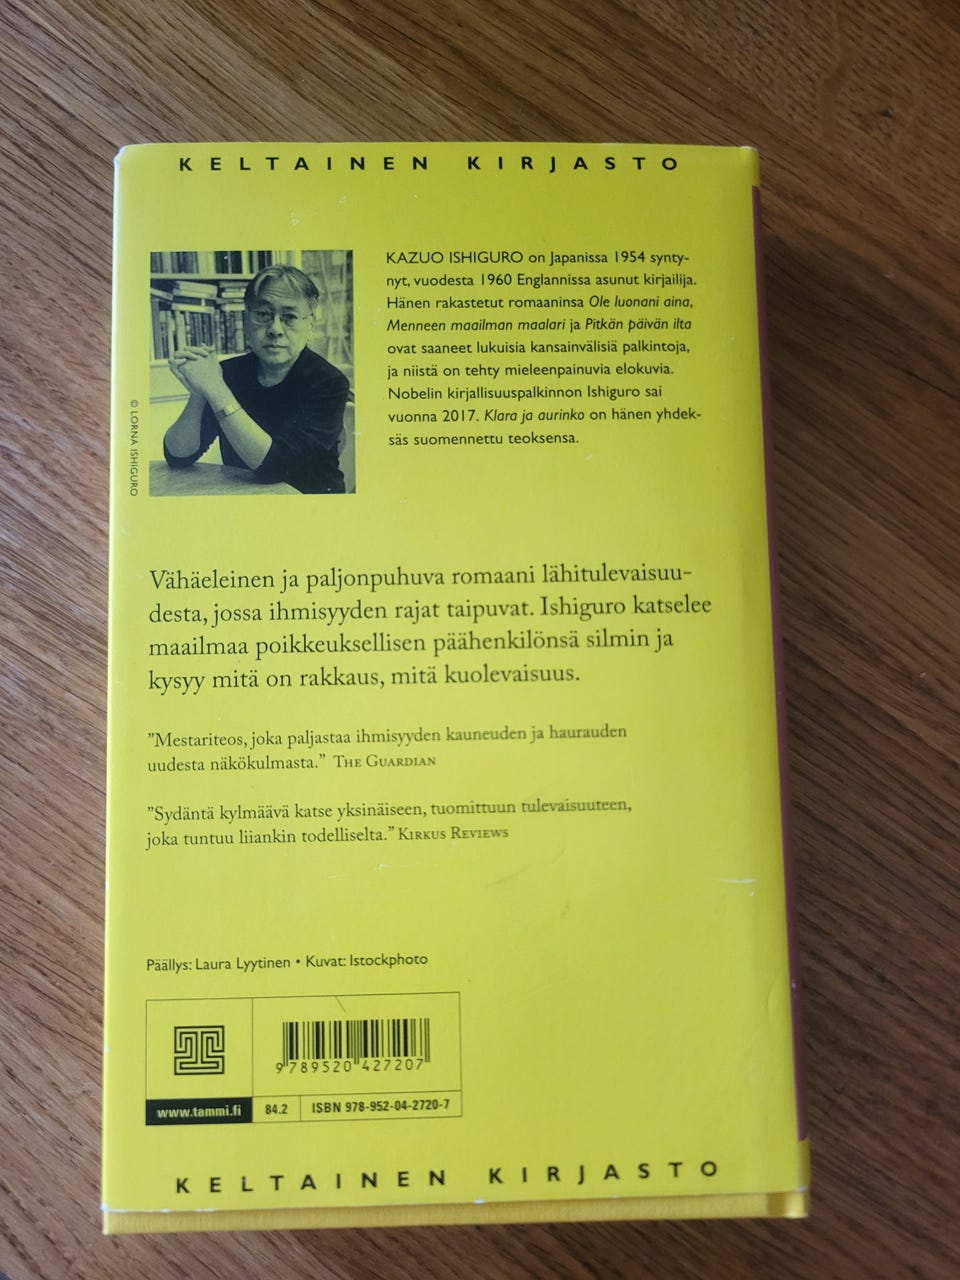 KELTAINEN KIRJASTO
KAZUO ISHIGURO on Japanissa 1954 synty-
nyt, vuodesta 1960 Englannissa asunut kirjailija.
Hänen rakastetut romaaninsa Ole luonani aina,
Menneen maailman maalari ja Pitkän päivän ilta
ovat saaneet lukuisia kansainvälisiä palkintoja,
ja niistä on tehty mieleenpainuvia elokuvia.
Nobelin kirjallisuuspalkinnon Ishiguro sai
vuonna 2017. Klara ja aurinko on hänen yhdek-
säs suomennettu teoksensa.
© LORNA ISHIGURO
Vähäeleinen ja paljonpuhuva romaani lähitulevaisuu-
desta, jossa ihmisyyden rajat taipuvat. Ishiguro katselee
maailmaa poikkeuksellisen päähenkilönsä silmin ja
kysyy mitä on rakkaus, mitä kuolevaisuus.
”Mestariteos, joka paljastaa ihmisyyden kauneuden ja haurauden
uudesta näkökulmasta.” THE GUARDIAN
”Sydäntä kylmäävä katse yksinäiseen, tuomittuun tulevaisuuteen,
joka tuntuu liiankin todelliselta.” KIRKUS REVIEWS
Päällys: Laura Lyytinen • Kuvat: Istockphoto
9 789520 427207
www.tammi.fi 84.2 ISBN 978-952-04-2720-7
KELTAINEN KIRJASTO